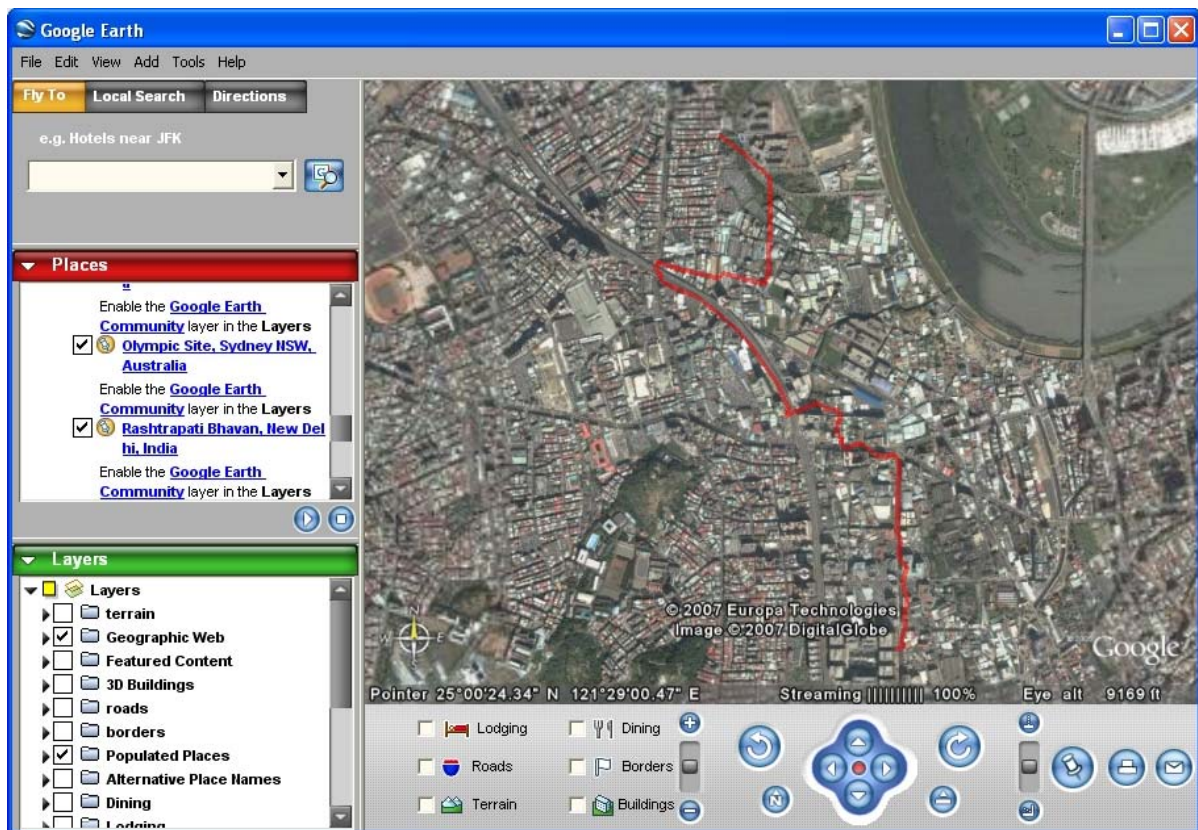 Google Earth
File Edit View Add Tools Help
Fly To Local Search Directions
e.g. Hotels near JFK
Places
Enable the Google Earth
Community layer in the Layers
Olympic Site, Sydney NSW,
Australia
Enable the Google Earth
Community layer in the Layers
Rashtrapati Bhavan, New Del
hi, India
Enable the Google Earth
Community layer in the Layers
Layers
Layers
terrain
Geographic Web
Featured Content
3D Buildings
roads
borders
Populated Places
Alternative Place Names
Dining
Lodging
© 2007 Europa Technologies
Image © 2007 DigitalGlobe
N
W E
Google
Pointer 25°00'24.34" N 121°29'00.47" E Streaming |||||||||| 100% Eye alt 9169 ft
Lodging Dining
Roads Borders
Terrain Buildings
N